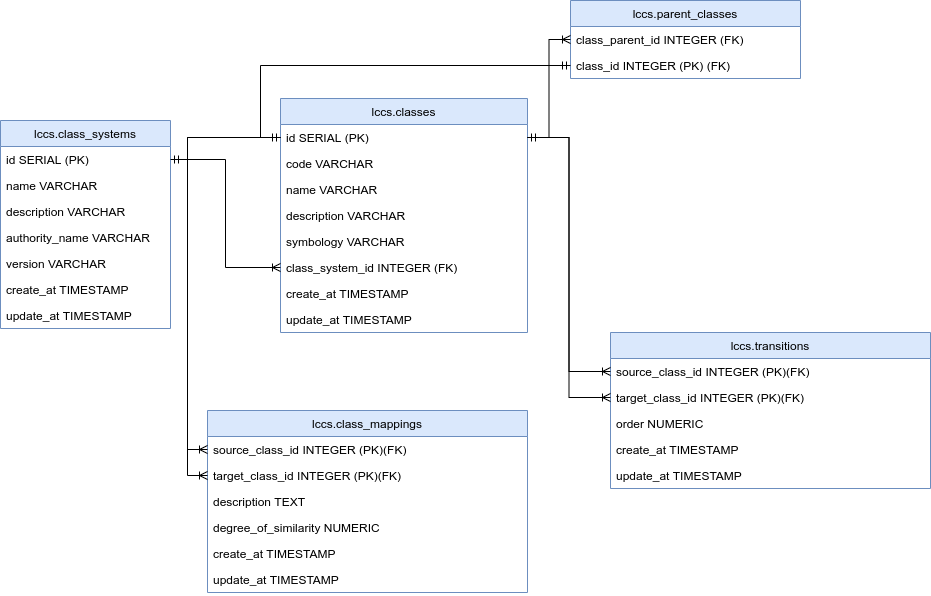 lccs.parent_classes
class_parent_id INTEGER (FK)
class_id INTEGER (PK) (FK)
lccs.classes
id SERIAL (PK)
code VARCHAR
name VARCHAR
description VARCHAR
symbology VARCHAR
class_system_id INTEGER (FK)
create_at TIMESTAMP
update_at TIMESTAMP
lccs.class_systems
id SERIAL (PK)
name VARCHAR
description VARCHAR
authority_name VARCHAR
version VARCHAR
create_at TIMESTAMP
update_at TIMESTAMP
lccs.transitions
source_class_id INTEGER (PK)(FK)
target_class_id INTEGER (PK)(FK)
order NUMERIC
create_at TIMESTAMP
update_at TIMESTAMP
lccs.class_mappings
source_class_id INTEGER (PK)(FK)
target_class_id INTEGER (PK)(FK)
description TEXT
degree_of_similarity NUMERIC
create_at TIMESTAMP
update_at TIMESTAMP